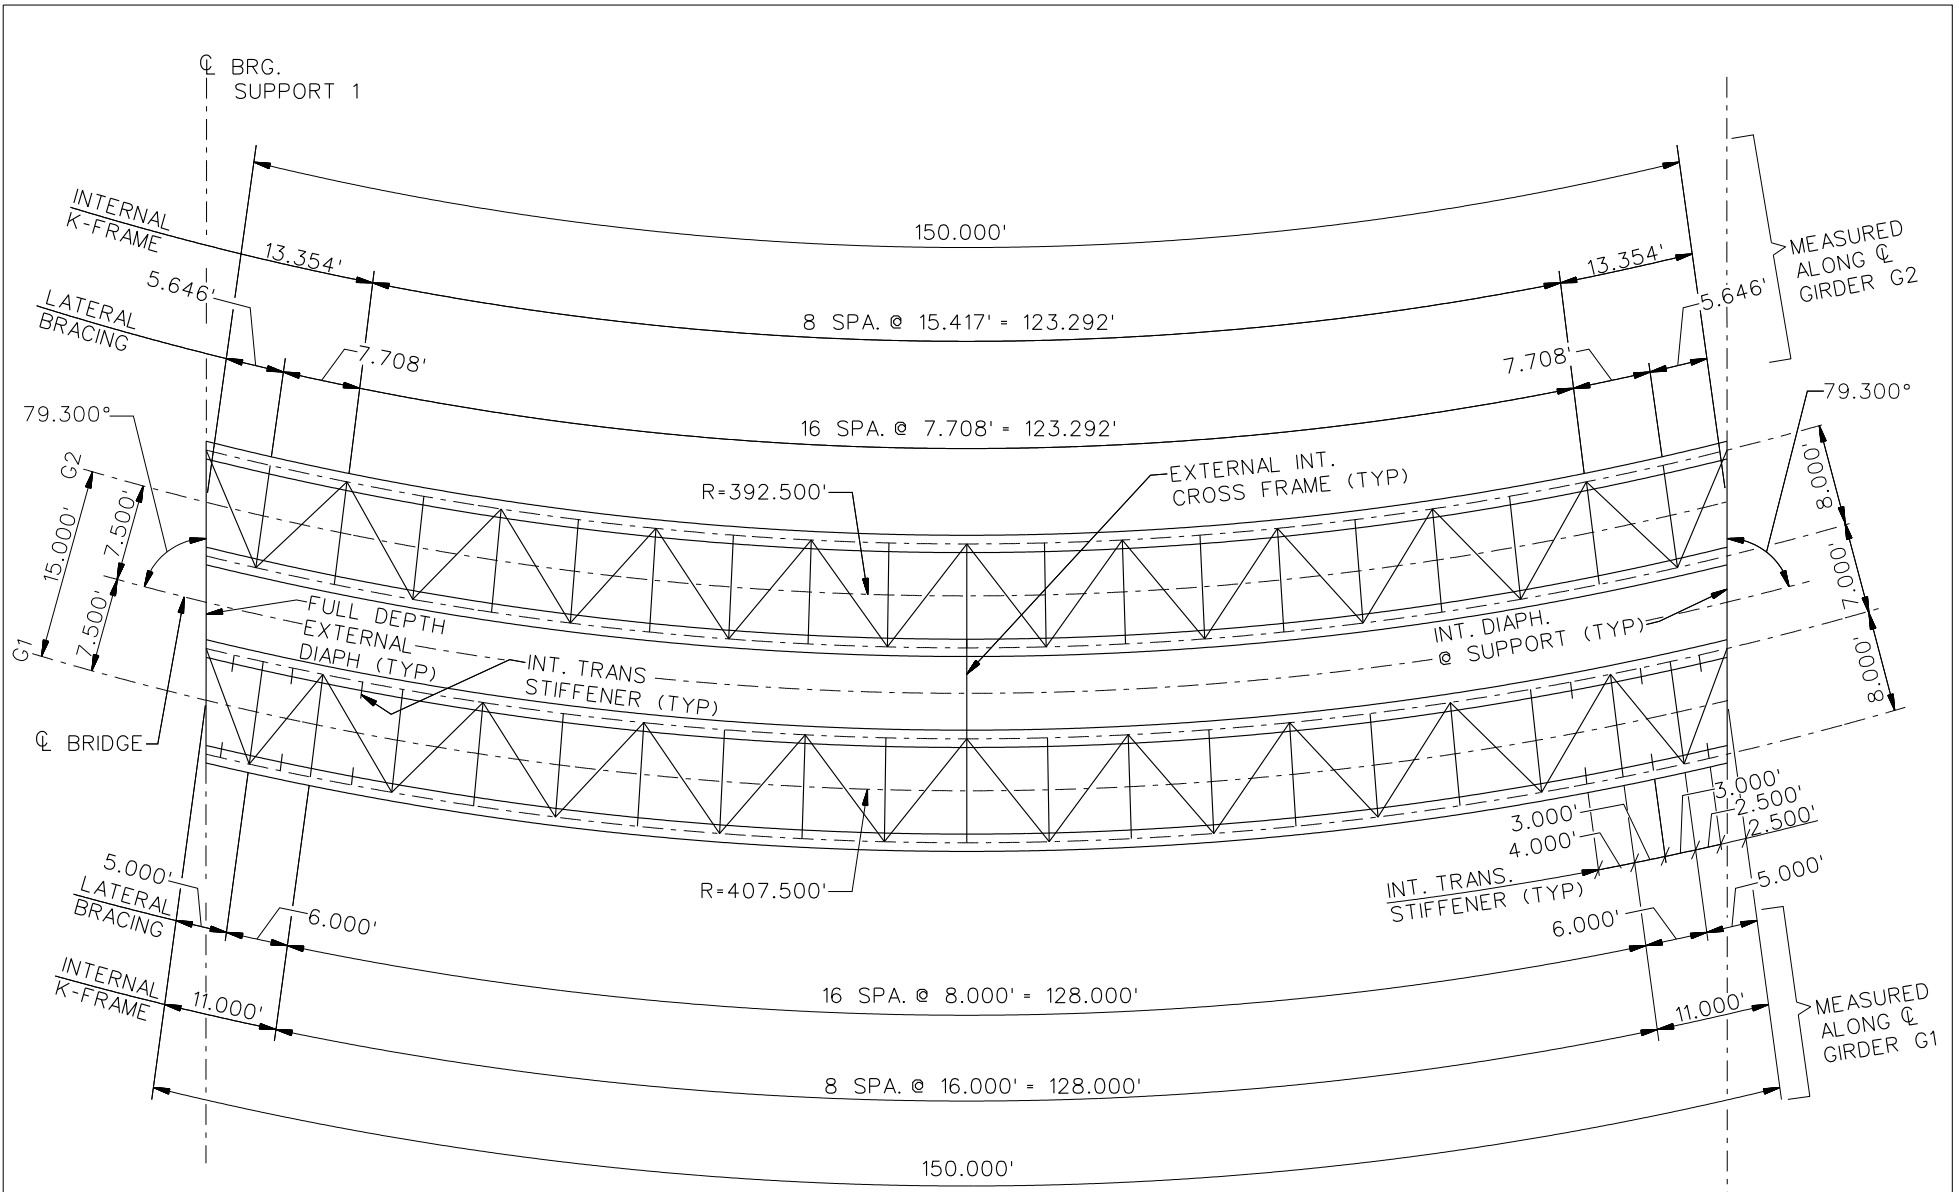 ℄ BRG.
SUPPORT 1
150.000'
INTERNAL
K-FRAME
13.354'
8 SPA. @ 15.417' = 123.292'
13.354'
MEASURED
ALONG ℄
GIRDER G2
LATERAL
BRACING
5.646'
7.708'
16 SPA. @ 7.708' = 123.292'
7.708'
5.646'
79.300°
79.300°
G2
15.000'
7.500'
7.500'
G1
R=392.500'
EXTERNAL INT.
CROSS FRAME (TYP)
8.000'
7.000'
8.000'
FULL DEPTH
EXTERNAL
DIAPH (TYP)
INT. TRANS
STIFFENER (TYP)
INT. DIAPH.
@ SUPPORT (TYP)
℄ BRIDGE
R=407.500'
3.000'
2.500'
2.500'
3.000'
4.000'
INT. TRANS.
STIFFENER (TYP)
LATERAL
BRACING
5.000'
6.000'
16 SPA. @ 8.000' = 128.000'
6.000'
5.000'
INTERNAL
K-FRAME
11.000'
8 SPA. @ 16.000' = 128.000'
11.000'
MEASURED
ALONG ℄
GIRDER G1
150.000'